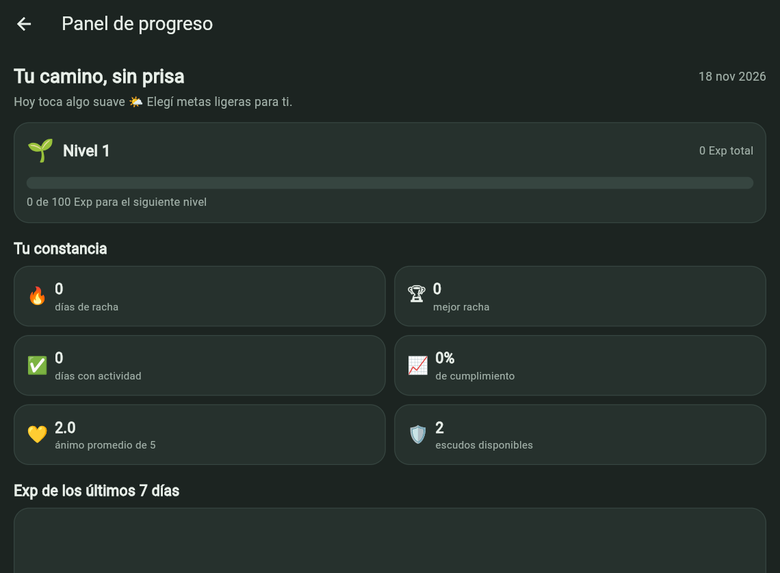 Panel de progreso
Tu camino, sin prisa
18 nov 2026
Hoy toca algo suave 🌤️ Elegí metas ligeras para ti.
Nivel 1
0 Exp total
0 de 100 Exp para el siguiente nivel
Tu constancia
0
días de racha
0
mejor racha
0
días con actividad
0%
de cumplimiento
2.0
ánimo promedio de 5
2
escudos disponibles
Exp de los últimos 7 días